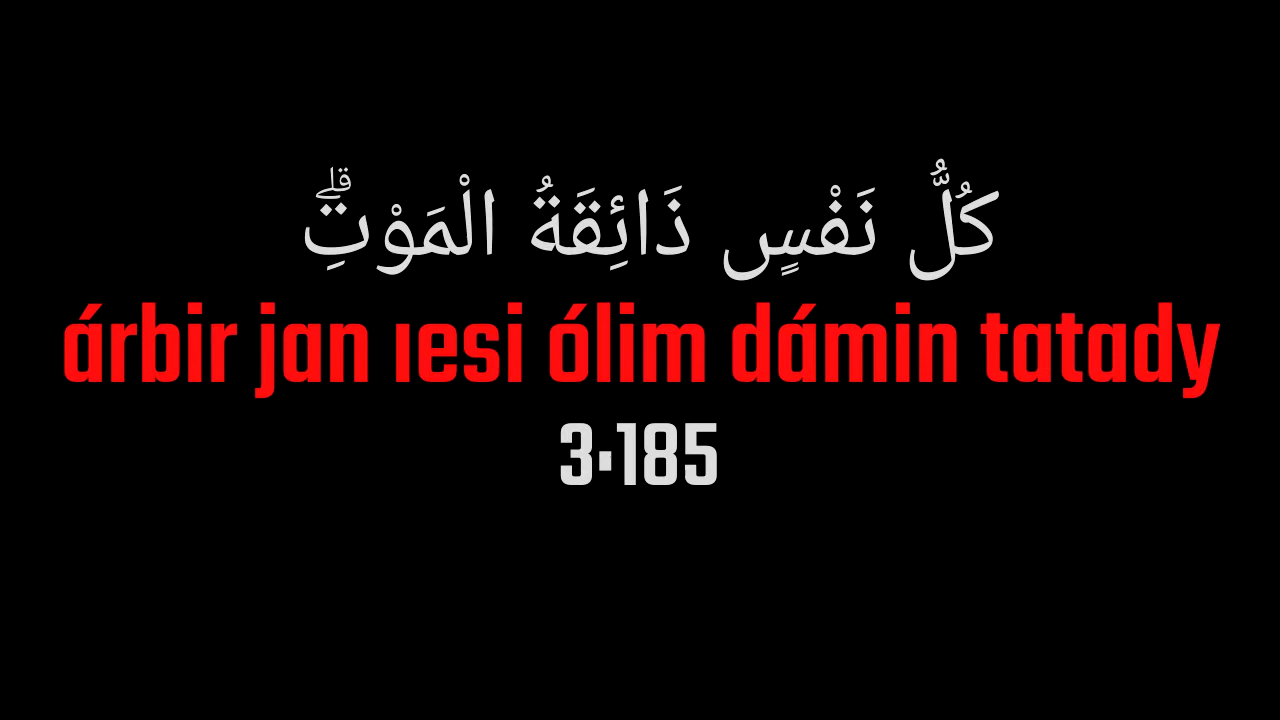 كُلُّ نَفْسٍ ذَائِقَةُ الْمَوْتِۗ
árbir jan ıesi ólim dámin tatady
3:185